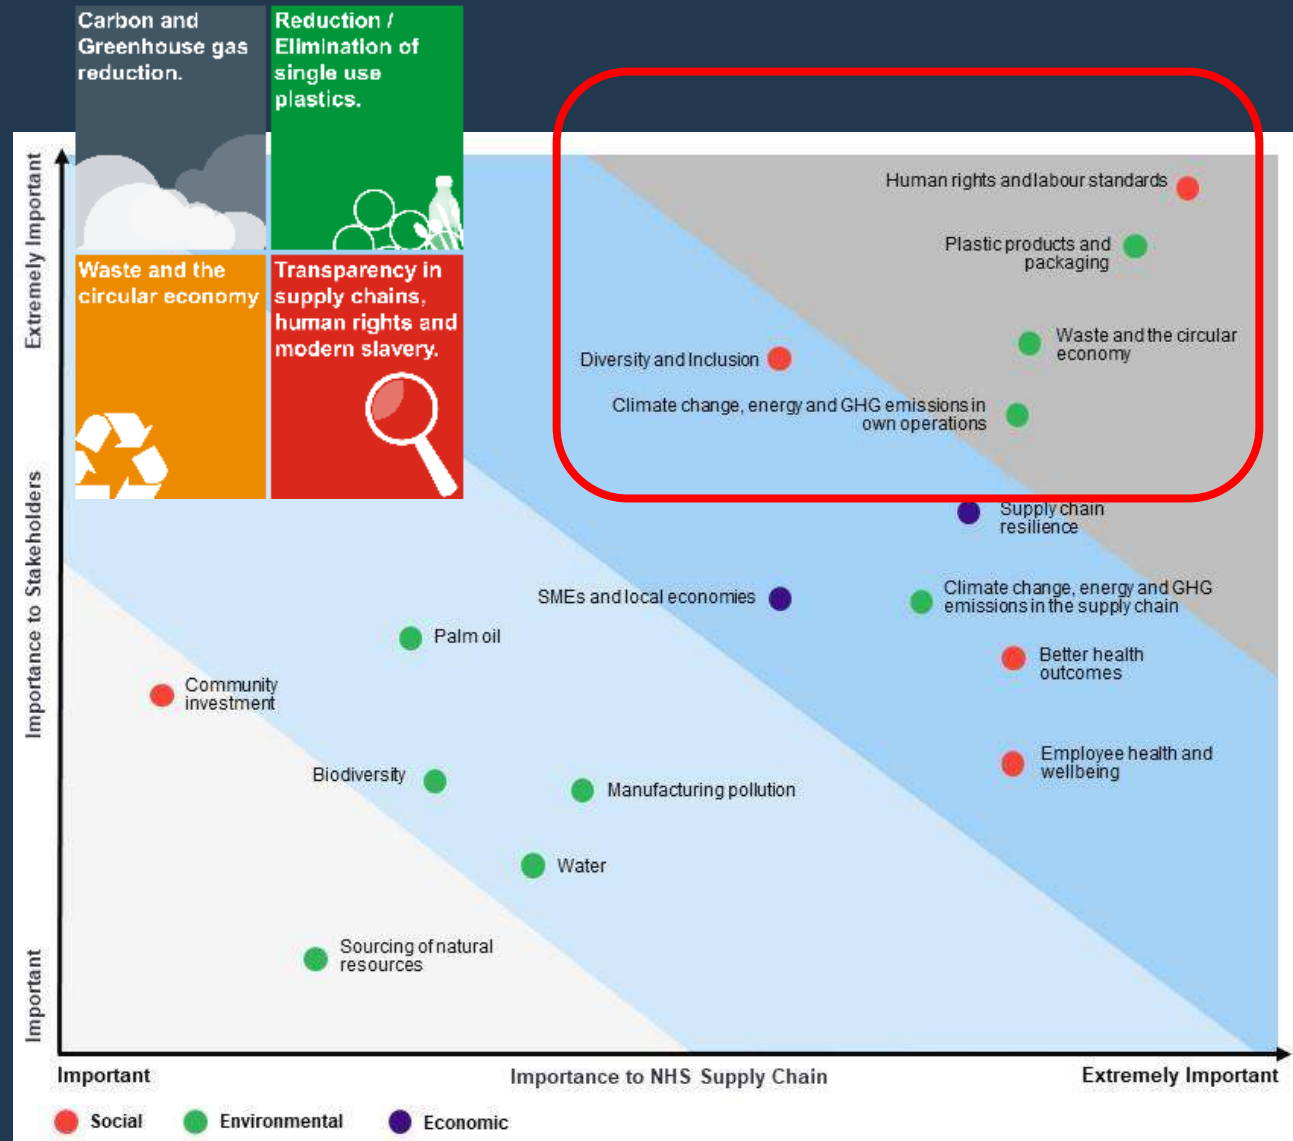 Carbon and
Greenhouse gas
reduction.
Reduction /
Elimination of
single use
plastics.
Waste and the
circular economy
Transparency in
supply chains,
human rights and
modern slavery.
Extremely Important
Importance to Stakeholders
Important
Human rights and labour standards
Plastic products and
packaging
Waste and the circular
economy
Diversity and Inclusion
Climate change, energy and GHG emissions in
own operations
Supply chain
resilience
SMEs and local economies
Climate change, energy and GHG
emissions in the supply chain
Palm oil
Better health
outcomes
Community
investment
Employee health and
wellbeing
Biodiversity
Manufacturing pollution
Water
Sourcing of natural
resources
Important
Importance to NHS Supply Chain
Extremely Important
Social
Environmental
Economic